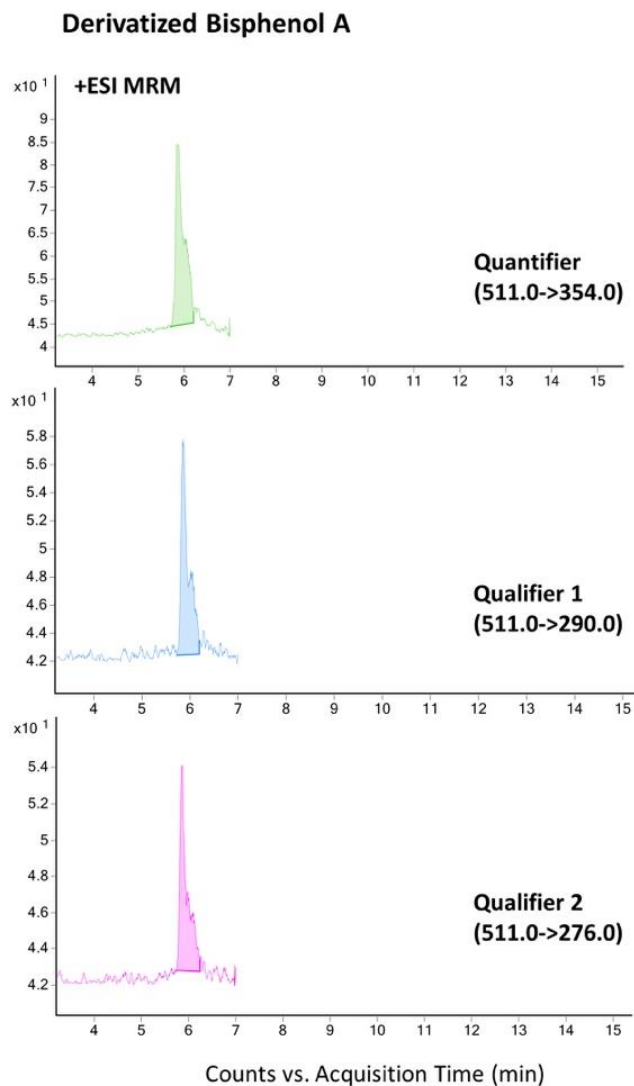 Derivatized Bisphenol A
x10 1
+ESI MRM
9
8.5
8
7.5
7
6.5
6
5.5
5
4.5
4
Quantifier
(511.0->354.0)
4 5 6 7 8 9 10 11 12 13 14 15
x10 1
5.8
5.6
5.4
5.2
5
4.8
4.6
4.4
4.2
Qualifier 1
(511.0->290.0)
4 5 6 7 8 9 10 11 12 13 14 15
x10 1
5.4
5.2
5
4.8
4.6
4.4
4.2
Qualifier 2
(511.0->276.0)
4 5 6 7 8 9 10 11 12 13 14 15
Counts vs. Acquisition Time (min)